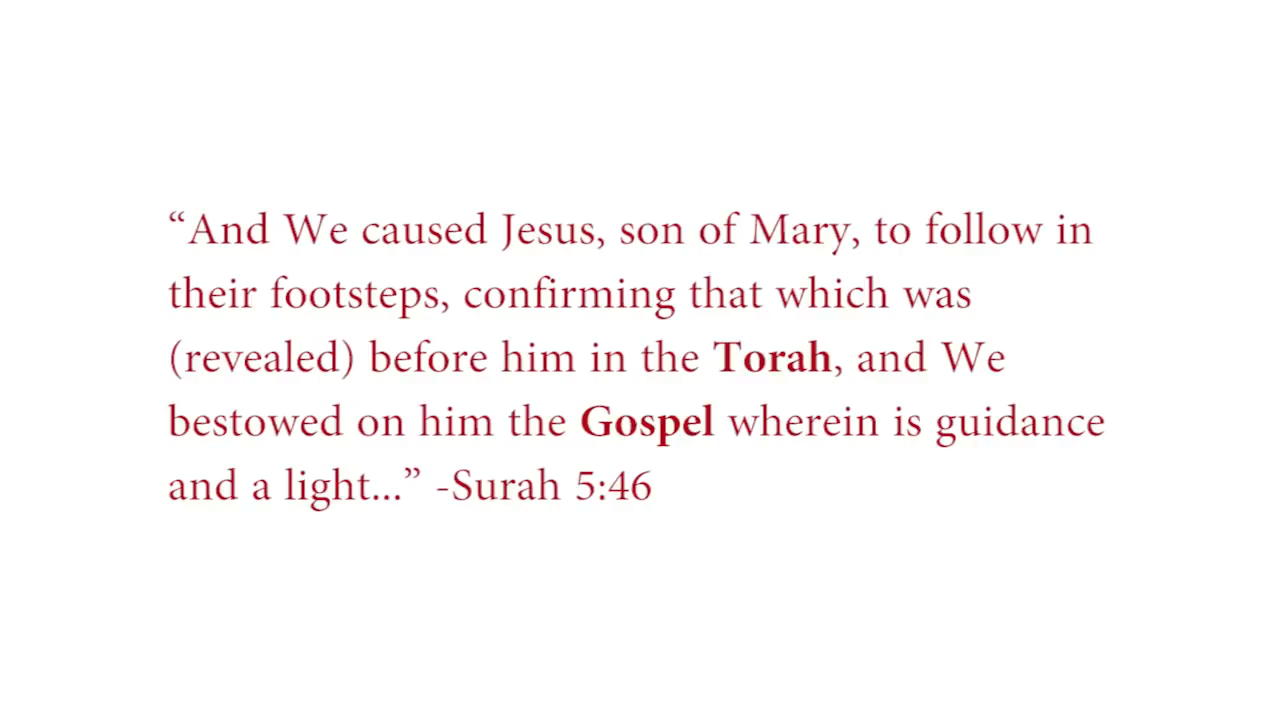 “And We caused Jesus, son of Mary, to follow in
their footsteps, confirming that which was
(revealed) before him in the Torah, and We
bestowed on him the Gospel wherein is guidance
and a light...” -Surah 5:46